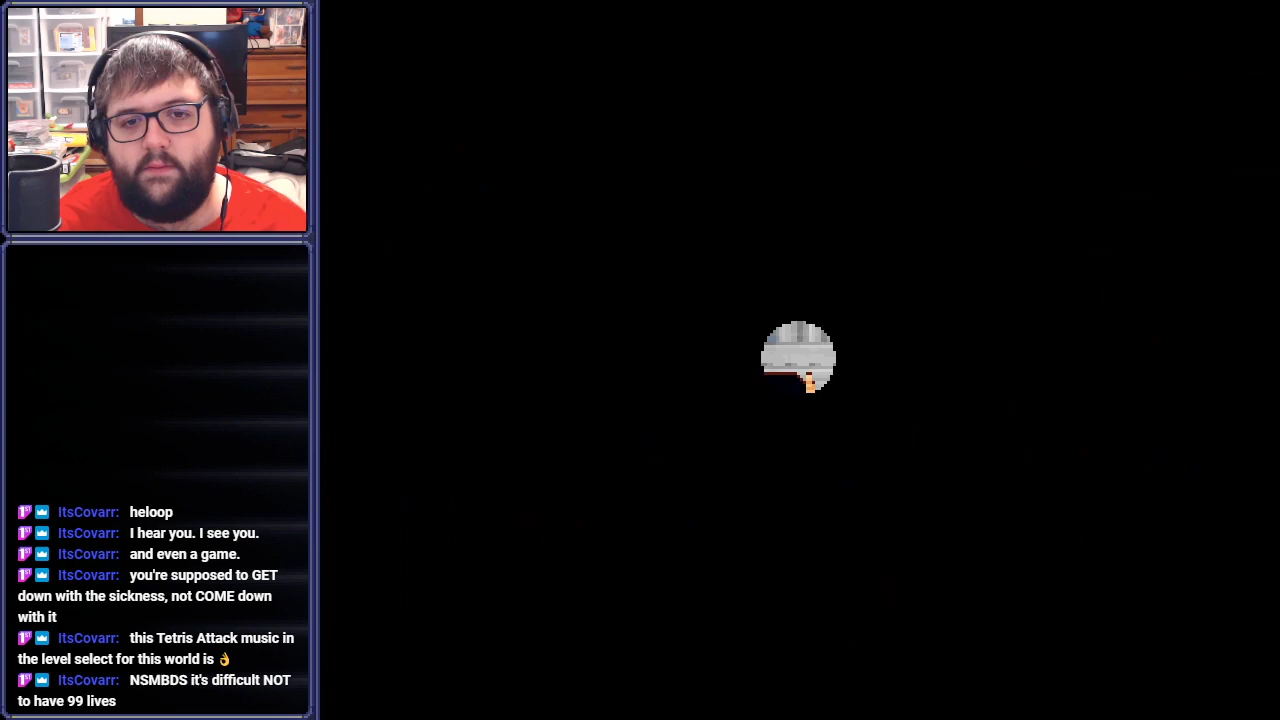 ItsCovarr: heloop
ItsCovarr: I hear you. I see you.
ItsCovarr: and even a game.
ItsCovarr: you're supposed to GET
down with the sickness, not COME down
with it
ItsCovarr: this Tetris Attack music in
the level select for this world is 👌
ItsCovarr: NSMBDS it's difficult NOT
to have 99 lives